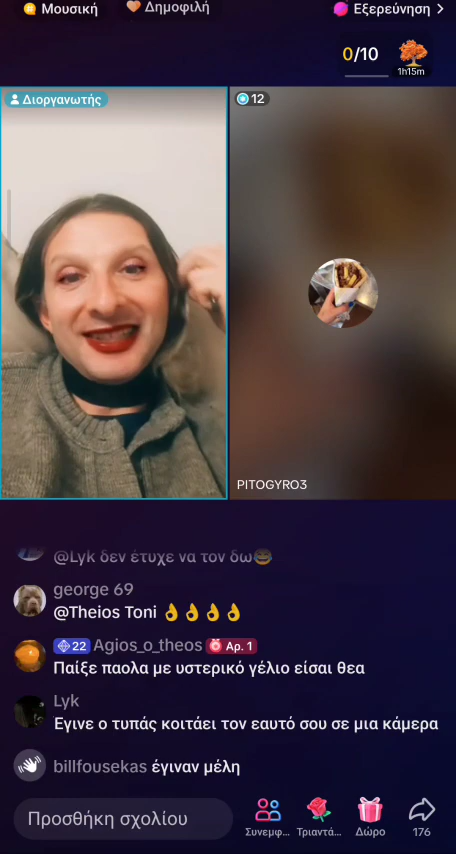 Μουσική Δημοφιλή Εξερεύνηση >
0/10
1h15m
Διοργανωτής
12
PITOGYRO3
@Lyk δεν έτυχε να τον δω😂
george 69
@Theios Toni 👌👌👌👌
22 Agios_o_theos Αρ. 1
Παίξε παολα με υστερικό γέλιο είσαι θεα
Lyk
Εγινε ο τυπάς κοιτάει τον εαυτό σου σε μια κάμερα
billfousekas έγιναν μέλη
Προσθήκη σχολίου
Συνεμφ... Τριαντά... Δώρο 176